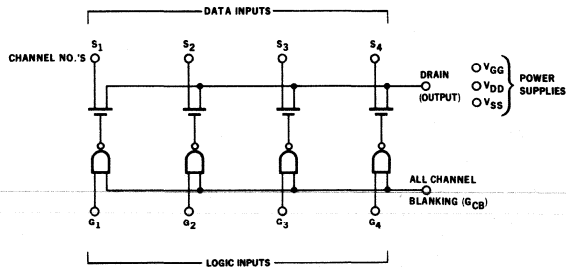 DATA INPUTS
CHANNEL NO.'S S1 S2 S3 S4
DRAIN
(OUTPUT)
VGG
VDD
VSS
POWER
SUPPLIES
ALL CHANNEL
BLANKING (GCB)
G1 G2 G3 G4
LOGIC INPUTS